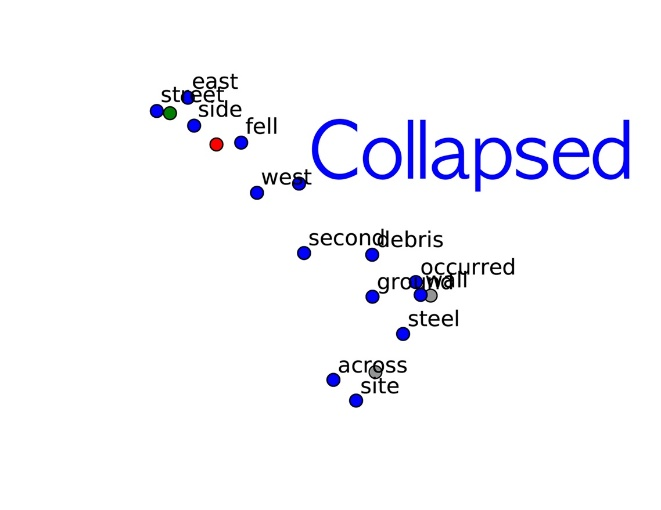 east
street
side
fell
Collapsed
west
second
debris
occurred
wall
ground
steel
across
site